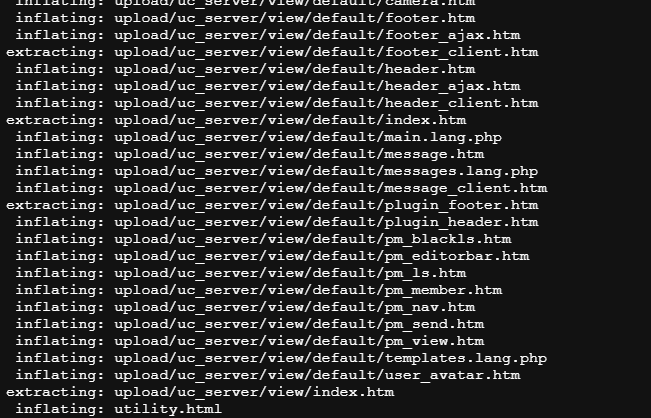 inflating: upload/uc_server/view/default/camera.htm
inflating: upload/uc_server/view/default/footer.htm
inflating: upload/uc_server/view/default/footer_ajax.htm
extracting: upload/uc_server/view/default/footer_client.htm
inflating: upload/uc_server/view/default/header.htm
inflating: upload/uc_server/view/default/header_ajax.htm
inflating: upload/uc_server/view/default/header_client.htm
extracting: upload/uc_server/view/default/index.htm
inflating: upload/uc_server/view/default/main.lang.php
inflating: upload/uc_server/view/default/message.htm
inflating: upload/uc_server/view/default/messages.lang.php
inflating: upload/uc_server/view/default/message_client.htm
extracting: upload/uc_server/view/default/plugin_footer.htm
inflating: upload/uc_server/view/default/plugin_header.htm
inflating: upload/uc_server/view/default/pm_blackls.htm
inflating: upload/uc_server/view/default/pm_editorbar.htm
inflating: upload/uc_server/view/default/pm_ls.htm
inflating: upload/uc_server/view/default/pm_member.htm
inflating: upload/uc_server/view/default/pm_nav.htm
inflating: upload/uc_server/view/default/pm_send.htm
inflating: upload/uc_server/view/default/pm_view.htm
inflating: upload/uc_server/view/default/templates.lang.php
inflating: upload/uc_server/view/default/user_avatar.htm
extracting: upload/uc_server/view/index.htm
inflating: utility.html